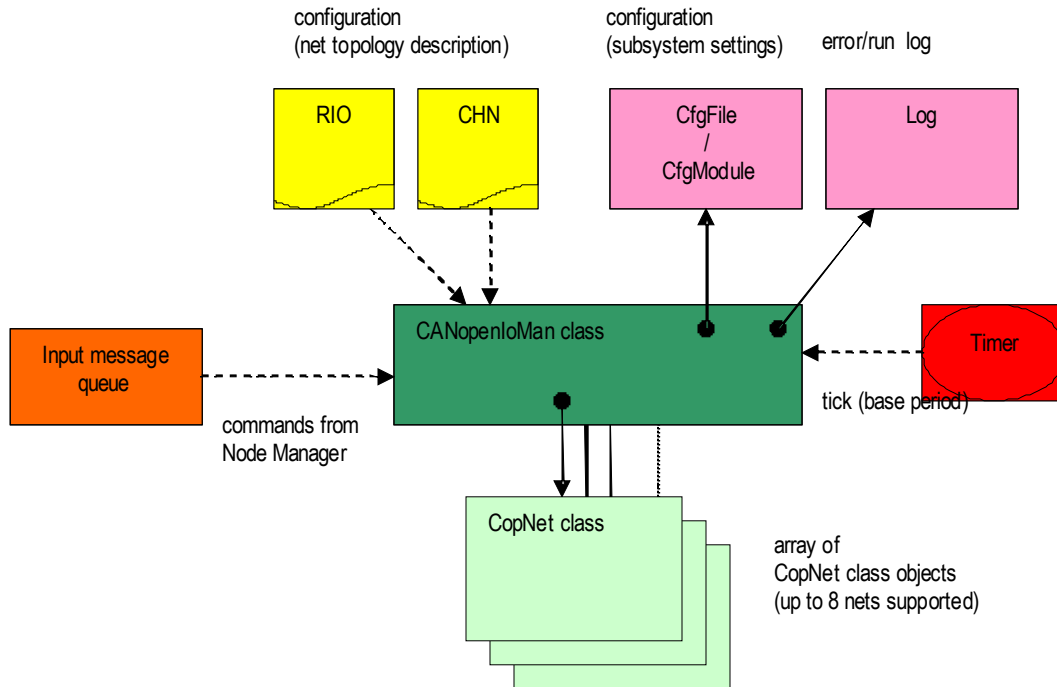 configuration
(net topology description)
configuration
(subsystem settings)
error/run log
RIO
CHN
CfgFile
/
CfgModule
Log
CANopenIoMan class
Input message
queue
Timer
tick (base period)
commands from
Node Manager
CopNet class
array of
CopNet class objects
(up to 8 nets supported)